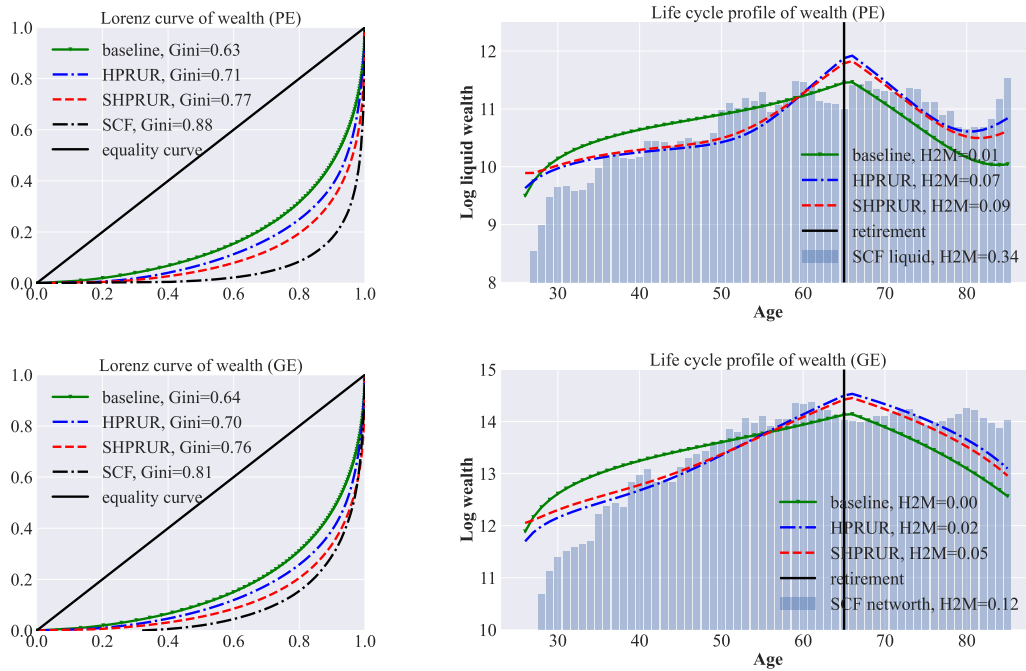 Lorenz curve of wealth (PE)
1.0
0.8
0.6
0.4
0.2
0.0
baseline, Gini=0.63
HPRUR, Gini=0.71
SHPRUR, Gini=0.77
SCF, Gini=0.88
equality curve
0.0 0.2 0.4 0.6 0.8 1.0
Life cycle profile of wealth (PE)
Log liquid wealth
12
11
10
9
8
baseline, H2M=0.01
HPRUR, H2M=0.07
SHPRUR, H2M=0.09
retirement
SCF liquid, H2M=0.34
30 40 50 60 70 80
Age
Lorenz curve of wealth (GE)
1.0
0.8
0.6
0.4
0.2
0.0
baseline, Gini=0.64
HPRUR, Gini=0.70
SHPRUR, Gini=0.76
SCF, Gini=0.81
equality curve
0.0 0.2 0.4 0.6 0.8 1.0
Life cycle profile of wealth (GE)
Log wealth
15
14
13
12
11
10
baseline, H2M=0.00
HPRUR, H2M=0.02
SHPRUR, H2M=0.05
retirement
SCF networth, H2M=0.12
30 40 50 60 70 80
Age